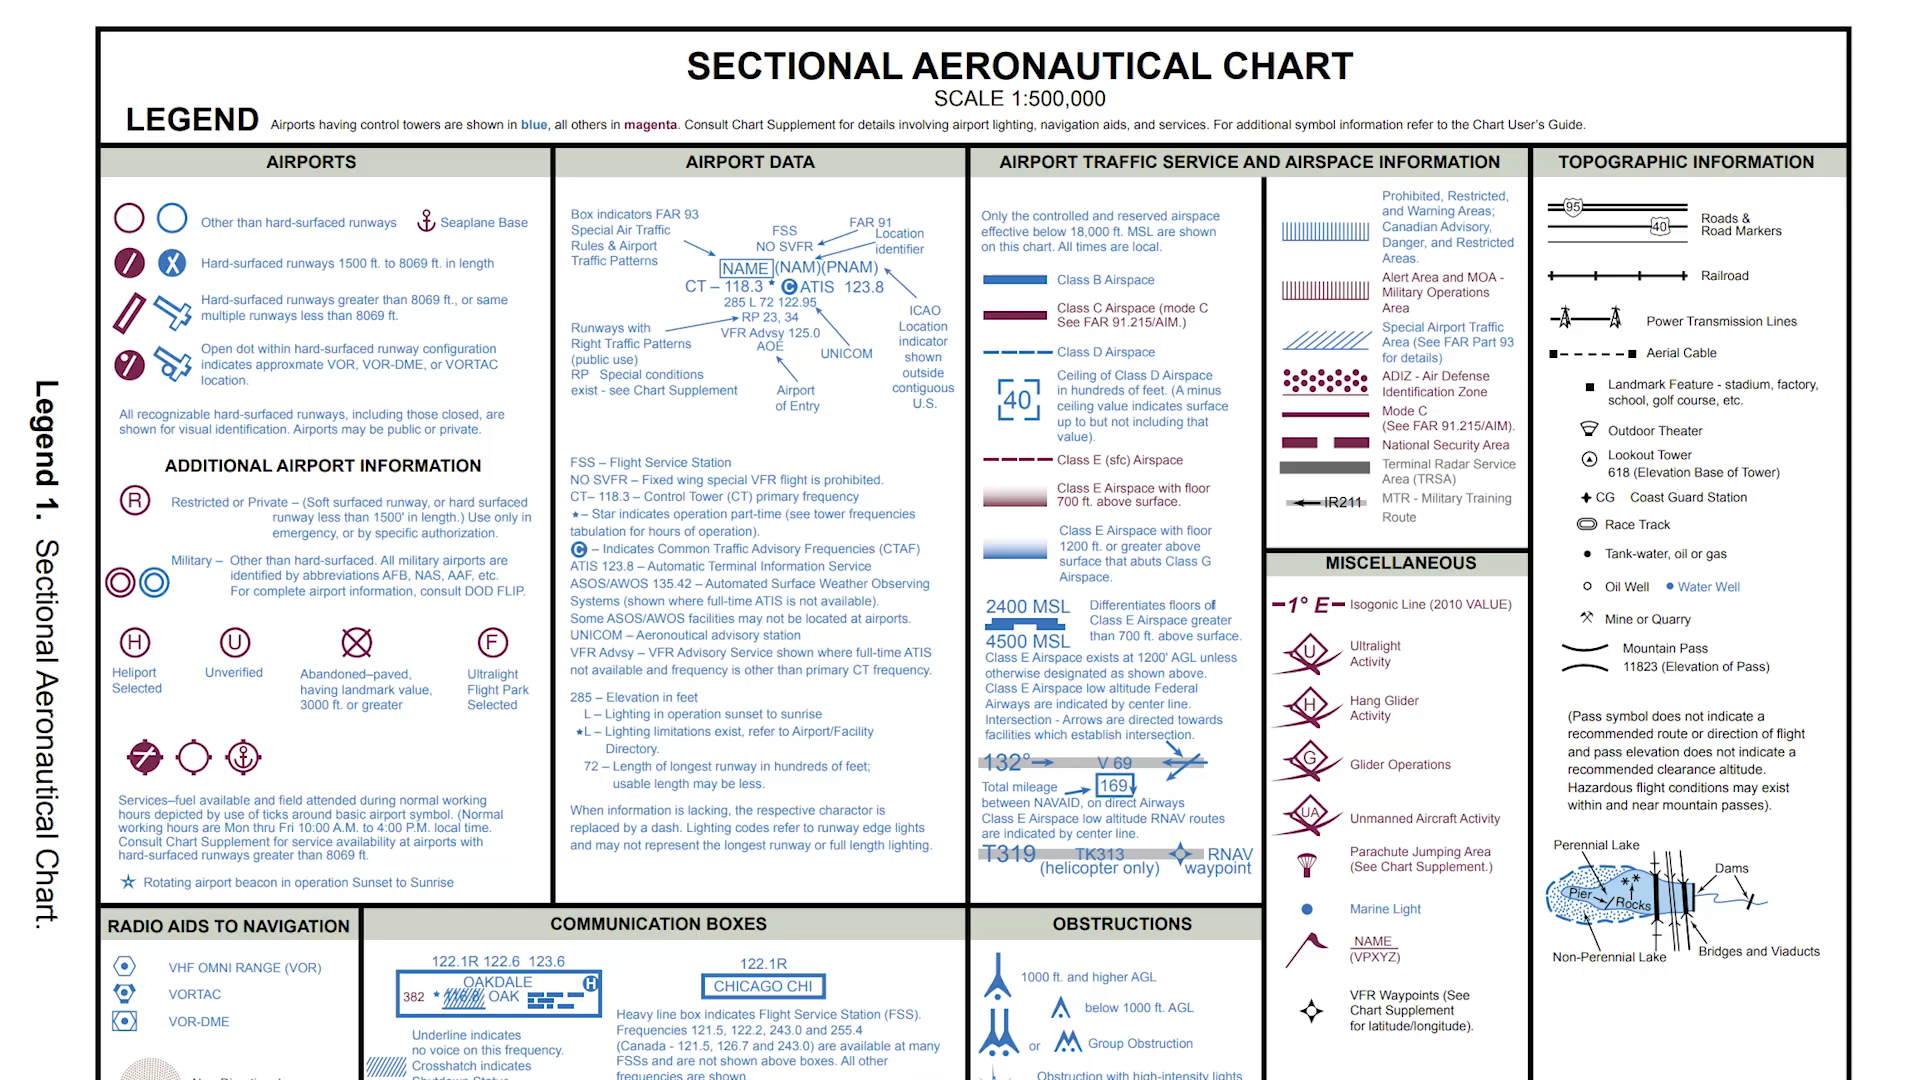 SECTIONAL AERONAUTICAL CHART
SCALE 1:500,000
LEGEND Airports having control towers are shown in blue, all others in magenta. Consult Chart Supplement for details involving airport lighting, navigation aids, and services. For additional symbol information refer to the Chart User's Guide.
Legend 1. Sectional Aeronautical Chart.
AIRPORTS
Other than hard-surfaced runways
Seaplane Base
Hard-surfaced runways 1500 ft. to 8069 ft. in length
Hard-surfaced runways greater than 8069 ft., or same
multiple runways less than 8069 ft.
Open dot within hard-surfaced runway configuration
indicates approxmate VOR, VOR-DME, or VORTAC
location.
All recognizable hard-surfaced runways, including those closed, are
shown for visual identification. Airports may be public or private.
ADDITIONAL AIRPORT INFORMATION
R
Restricted or Private – (Soft surfaced runway, or hard surfaced
runway less than 1500' in length.) Use only in
emergency, or by specific authorization.
Military – Other than hard-surfaced. All military airports are
identified by abbreviations AFB, NAS, AAF, etc.
For complete airport information, consult DOD FLIP.
H
U
F
Heliport
Selected
Unverified
Abandoned–paved,
having landmark value,
3000 ft. or greater
Ultralight
Flight Park
Selected
Services–fuel available and field attended during normal working
hours depicted by use of ticks around basic airport symbol. (Normal
working hours are Mon thru Fri 10:00 A.M. to 4:00 P.M. local time.
Consult Chart Supplement for service availability at airports with
hard-surfaced runways greater than 8069 ft.
Rotating airport beacon in operation Sunset to Sunrise
AIRPORT DATA
Box indicators FAR 93
Special Air Traffic
Rules & Airport
Traffic Patterns
FSS
NO SVFR
FAR 91
Location
identifier
NAME (NAM)(PNAM)
CT – 118.3 ★ C ATIS 123.8
285 L 72 122.95
RP 23, 34
VFR Advsy 125.0
AOE
Runways with
Right Traffic Patterns
(public use)
RP Special conditions
exist - see Chart Supplement
UNICOM
Airport
of Entry
ICAO
Location
indicator
shown
outside
contiguous
U.S.
FSS – Flight Service Station
NO SVFR – Fixed wing special VFR flight is prohibited.
CT– 118.3 – Control Tower (CT) primary frequency
★– Star indicates operation part-time (see tower frequencies
tabulation for hours of operation).
C – Indicates Common Traffic Advisory Frequencies (CTAF)
ATIS 123.8 – Automatic Terminal Information Service
ASOS/AWOS 135.42 – Automated Surface Weather Observing
Systems (shown where full-time ATIS is not available).
Some ASOS/AWOS facilities may not be located at airports.
UNICOM – Aeronoutical advisory station
VFR Advsy – VFR Advisory Service shown where full-time ATIS
not available and frequency is other than primary CT frequency.
285 – Elevation in feet
L – Lighting in operation sunset to sunrise
★L – Lighting limitations exist, refer to Airport/Facility
Directory.
72 – Length of longest runway in hundreds of feet;
usable length may be less.
When information is lacking, the respective charactor is
replaced by a dash. Lighting codes refer to runway edge lights
and may not represent the longest runway or full length lighting.
AIRPORT TRAFFIC SERVICE AND AIRSPACE INFORMATION
Only the controlled and reserved airspace
effective below 18,000 ft. MSL are shown
on this chart. All times are local.
Class B Airspace
Class C Airspace (mode C
See FAR 91.215/AIM.)
Class D Airspace
40
Ceiling of Class D Airspace
in hundreds of feet. (A minus
ceiling value indicates surface
up to but not including that
value).
Class E (sfc) Airspace
Class E Airspace with floor
700 ft. above surface.
Class E Airspace with floor
1200 ft. or greater above
surface that abuts Class G
Airspace.
2400 MSL
4500 MSL
Differentiates floors of
Class E Airspace greater
than 700 ft. above surface.
Class E Airspace exists at 1200' AGL unless
otherwise designated as shown above.
Class E Airspace low altitude Federal
Airways are indicated by center line.
Intersection - Arrows are directed towards
facilities which establish intersection.
132° V 69
169
Total mileage
between NAVAID, on direct Airways
Class E Airspace low altitude RNAV routes
are indicated by center line.
T319 TK313 RNAV
(helicopter only) waypoint
Prohibited, Restricted,
and Warning Areas;
Canadian Advisory,
Danger, and Restricted
Areas.
Alert Area and MOA -
Military Operations
Area
Special Airport Traffic
Area (See FAR Part 93
for details)
ADIZ - Air Defense
Identification Zone
Mode C
(See FAR 91.215/AIM).
National Security Area
Terminal Radar Service
Area (TRSA)
IR211
MTR - Military Training
Route
MISCELLANEOUS
1° E Isogonic Line (2010 VALUE)
U
Ultralight
Activity
H
Hang Glider
Activity
G
Glider Operations
UA
Unmanned Aircraft Activity
Parachute Jumping Area
(See Chart Supplement.)
Marine Light
NAME
(VPXYZ)
VFR Waypoints (See
Chart Supplement
for latitude/longitude).
TOPOGRAPHIC INFORMATION
95
40
Roads &
Road Markers
Railroad
Power Transmission Lines
Aerial Cable
Landmark Feature - stadium, factory,
school, golf course, etc.
Outdoor Theater
Lookout Tower
618 (Elevation Base of Tower)
CG Coast Guard Station
Race Track
Tank-water, oil or gas
Oil Well
Water Well
Mine or Quarry
Mountain Pass
11823 (Elevation of Pass)
(Pass symbol does not indicate a
recommended route or direction of flight
and pass elevation does not indicate a
recommended clearance altitude.
Hazardous flight conditions may exist
within and near mountain passes).
Perennial Lake
Dams
Pier
Rocks
Non-Perennial Lake
Bridges and Viaducts
RADIO AIDS TO NAVIGATION
VHF OMNI RANGE (VOR)
VORTAC
VOR-DME
COMMUNICATION BOXES
122.1R 122.6 123.6
OAKDALE
H
382 ★ OAK
Underline indicates
no voice on this frequency.
Crosshatch indicates
122.1R
CHICAGO CHI
Heavy line box indicates Flight Service Station (FSS).
Frequencies 121.5, 122.2, 243.0 and 255.4
(Canada - 121.5, 126.7 and 243.0) are available at many
FSSs and are not shown above boxes. All other
frequencies are shown.
OBSTRUCTIONS
1000 ft. and higher AGL
below 1000 ft. AGL
or
Group Obstruction
Obstruction with high-intensity lights